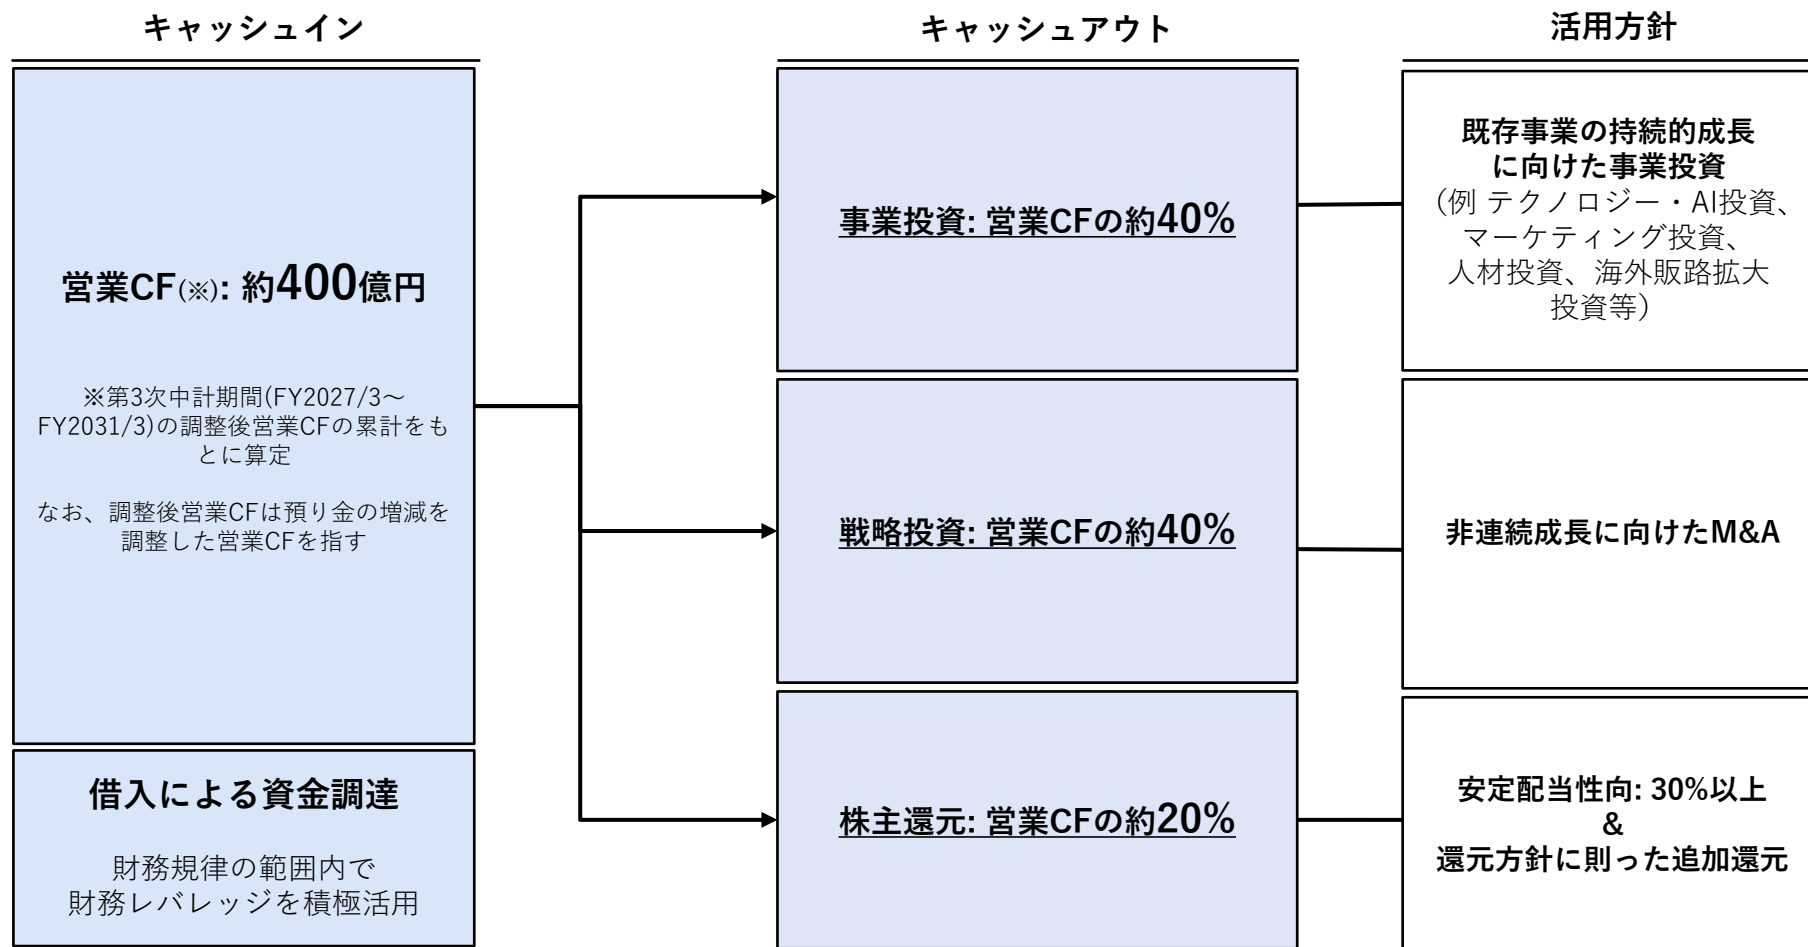 キャッシュイン
キャッシュアウト
活用方針
営業CF(※): 約400億円
※第3次中計期間(FY2027/3～
FY2031/3)の調整後営業CFの累計をも
とに算定
なお、調整後営業CFは預り金の増減を
調整した営業CFを指す
借入による資金調達
財務規律の範囲内で
財務レバレッジを積極活用
事業投資: 営業CFの約40%
戦略投資: 営業CFの約40%
株主還元: 営業CFの約20%
既存事業の持続的成長
に向けた事業投資
（例 テクノロジー・AI投資、
マーケティング投資、
人材投資、海外販路拡大
投資等）
非連続成長に向けたM&A
安定配当性向: 30%以上
&
還元方針に則った追加還元